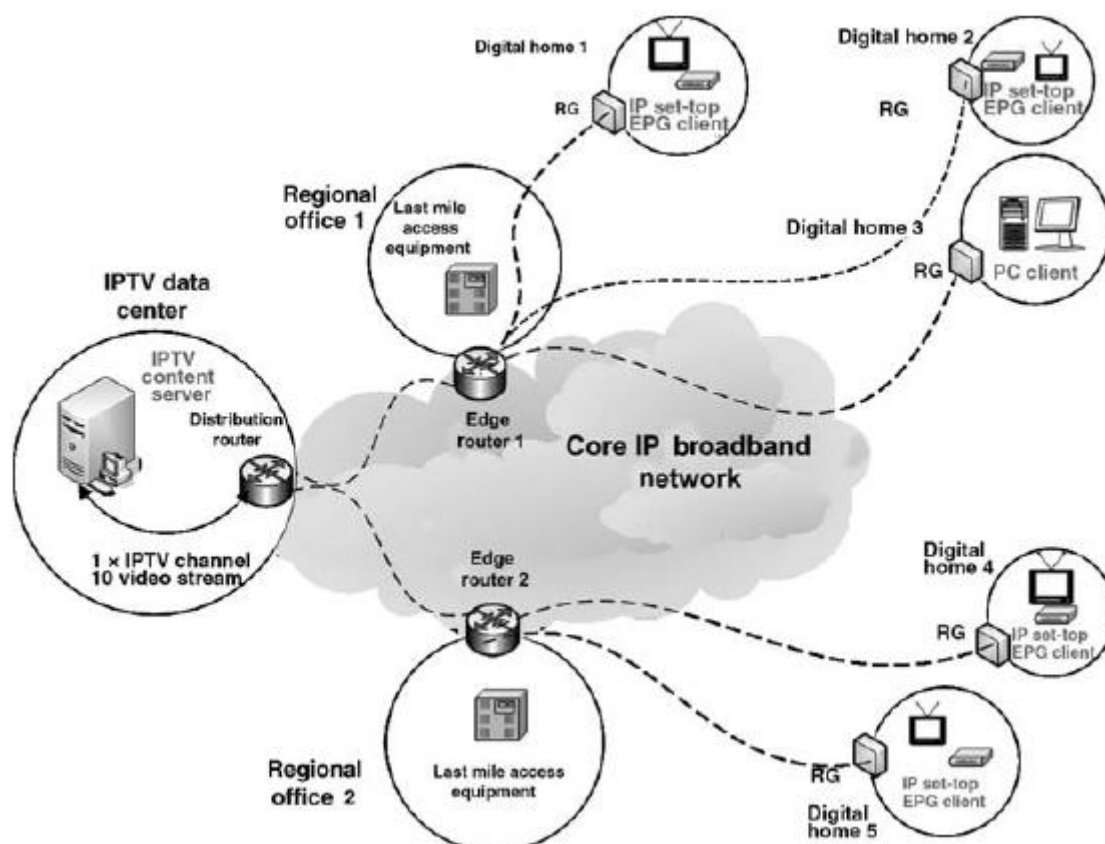 Digital home 1
RG
IP set-top
EPG client
Digital home 2
RG
IP set-top
EPG client
Regional
office 1
Last mile
access
equipment
Digital home 3
RG
PC client
IPTV data
center
IPTV
content
server
Distribution
router
1 × IPTV channel
10 video stream
Edge
router 1
Core IP broadband
network
Edge
router 2
Digital
home 4
RG
IP set-top
EPG client
Regional
office 2
Last mile access
equipment
RG
IP set-top
EPG client
Digital
home 5